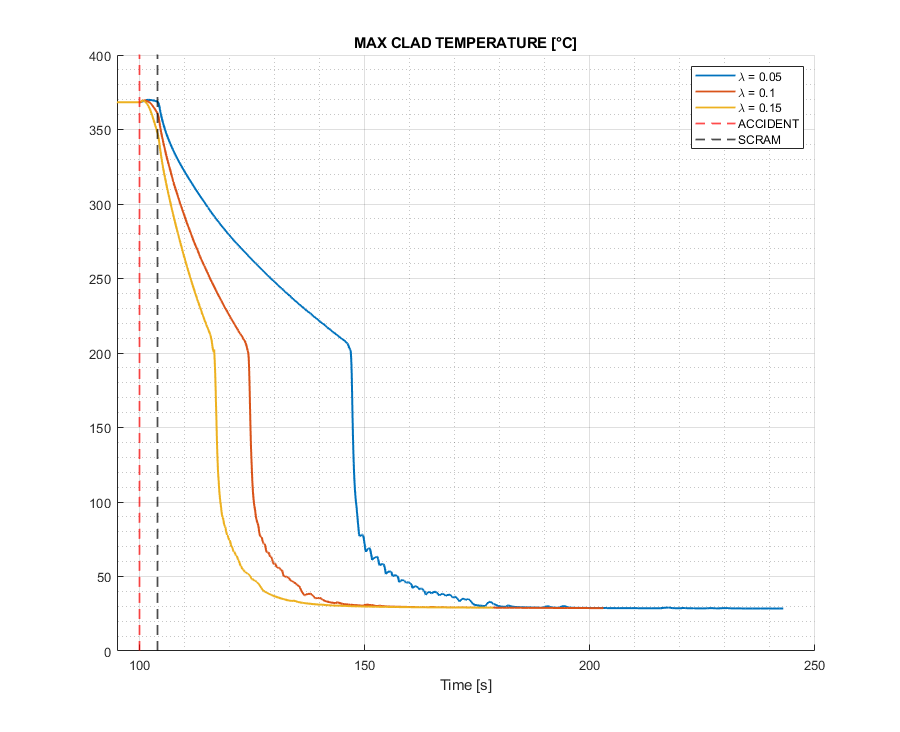 MAX CLAD TEMPERATURE [°C]
400
350
300
250
200
150
100
50
0
λ = 0.05
λ = 0.1
λ = 0.15
ACCIDENT
SCRAM
100 150 200 250
Time [s]